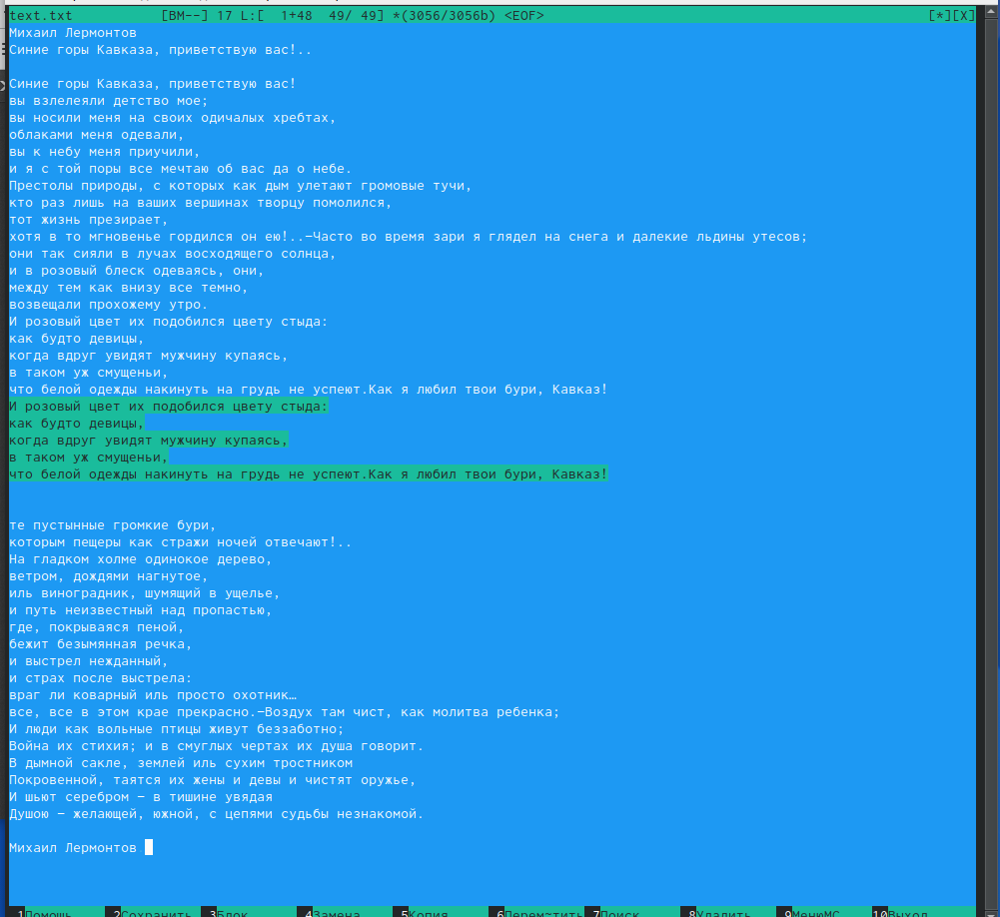 text.txt [BM--] 17 L:[ 1+48 49/ 49] *(3056/3056b) <EOF> [*][X]
Михаил Лермонтов
Синие горы Кавказа, приветствую вас!..
Синие горы Кавказа, приветствую вас!
вы взлелеяли детство мое;
вы носили меня на своих одичалых хребтах,
облаками меня одевали,
вы к небу меня приучили,
и я с той поры все мечтаю об вас да о небе.
Престолы природы, с которых как дым улетают громовые тучи,
кто раз лишь на ваших вершинах творцу помолился,
тот жизнь презирает,
хотя в то мгновенье гордился он ею!..—Часто во время зари я глядел на снега и далекие льдины утесов;
они так сияли в лучах восходящего солнца,
и в розовый блеск одеваясь, они,
между тем как внизу все темно,
возвещали прохожему утро.
И розовый цвет их подобился цвету стыда:
как будто девицы,
когда вдруг увидят мужчину купаясь,
в таком уж смущеньи,
что белой одежды накинуть на грудь не успеют.Как я любил твои бури, Кавказ!
И розовый цвет их подобился цвету стыда:
как будто девицы,
когда вдруг увидят мужчину купаясь,
в таком уж смущеньи,
что белой одежды накинуть на грудь не успеют.Как я любил твои бури, Кавказ!
те пустынные громкие бури,
которым пещеры как стражи ночей отвечают!..
На гладком холме одинокое дерево,
ветром, дождями нагнутое,
иль виноградник, шумящий в ущелье,
и путь неизвестный над пропастью,
где, покрываяся пеной,
бежит безымянная речка,
и выстрел нежданный,
и страх после выстрела:
враг ли коварный иль просто охотник…
все, все в этом крае прекрасно.—Воздух там чист, как молитва ребенка;
И люди как вольные птицы живут беззаботно;
Война их стихия; и в смуглых чертах их душа говорит.
В дымной сакле, землей иль сухим тростником
Покровенной, таятся их жены и девы и чистят оружье,
И шьют серебром — в тишине увядая
Душою — желающей, южной, с цепями судьбы незнакомой.
Михаил Лермонтов
1Помощь 2Сохранить 3Блок 4Замена 5Копия 6Перем~тить 7Поиск 8Удалить 9МенюМС 10Выход